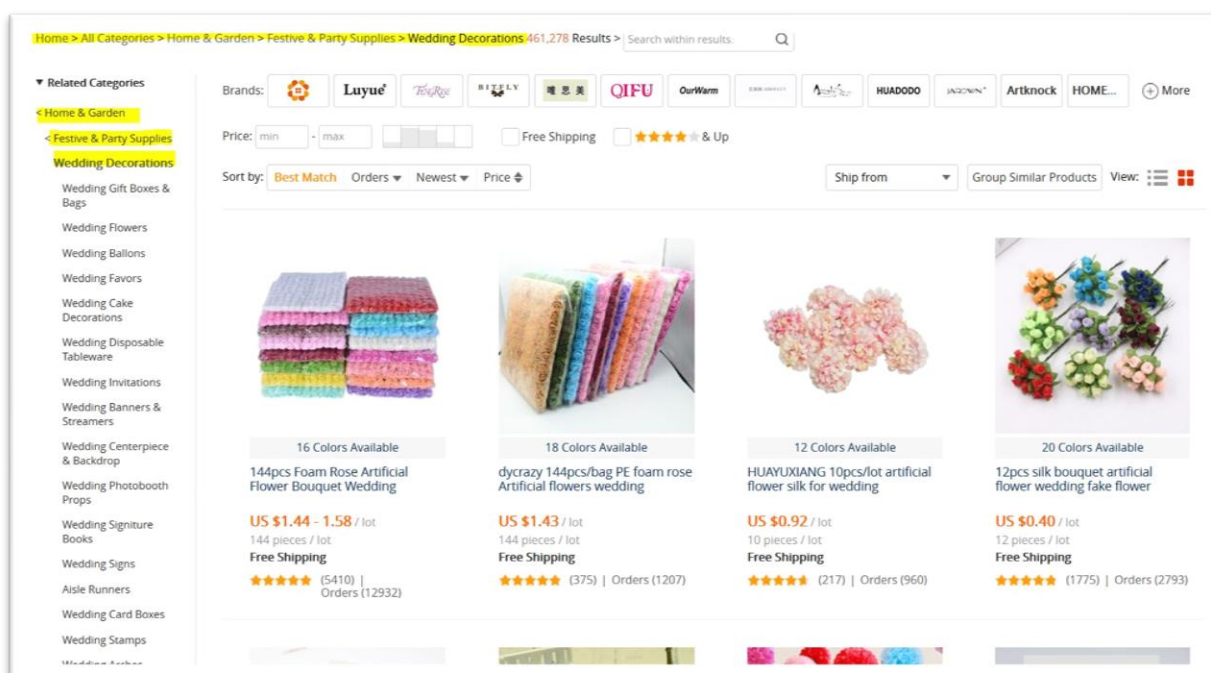 Home > All Categories > Home & Garden > Festive & Party Supplies > Wedding Decorations 461,278 Results > Search within results
Related Categories
< Home & Garden
< Festive & Party Supplies
Wedding Decorations
Wedding Gift Boxes &
Bags
Wedding Flowers
Wedding Ballons
Wedding Favors
Wedding Cake
Decorations
Wedding Disposable
Tableware
Wedding Invitations
Wedding Banners &
Streamers
Wedding Centerpiece
& Backdrop
Wedding Photobooth
Props
Wedding Signiture
Books
Wedding Signs
Aisle Runners
Wedding Card Boxes
Wedding Stamps
Wedding Arches
Brands: Luyue FoxRise BITFLY 唯思美 QIFU OurWarm HUADODO Artknock HOME... More
Price: min - max Free Shipping & Up
Sort by: Best Match Orders Newest Price Ship from Group Similar Products View:
16 Colors Available
144pcs Foam Rose Artificial
Flower Bouquet Wedding
US $1.44 - 1.58 / lot
144 pieces / lot
Free Shipping
(5410) |
Orders (12932)
18 Colors Available
dycrazy 144pcs/bag PE foam rose
Artificial flowers wedding
US $1.43 / lot
144 pieces / lot
Free Shipping
(375) | Orders (1207)
12 Colors Available
HUAYUXIANG 10pcs/lot artificial
flower silk for wedding
US $0.92 / lot
10 pieces / lot
Free Shipping
(217) | Orders (960)
20 Colors Available
12pcs silk bouquet artificial
flower wedding fake flower
US $0.40 / lot
12 pieces / lot
Free Shipping
(1775) | Orders (2793)